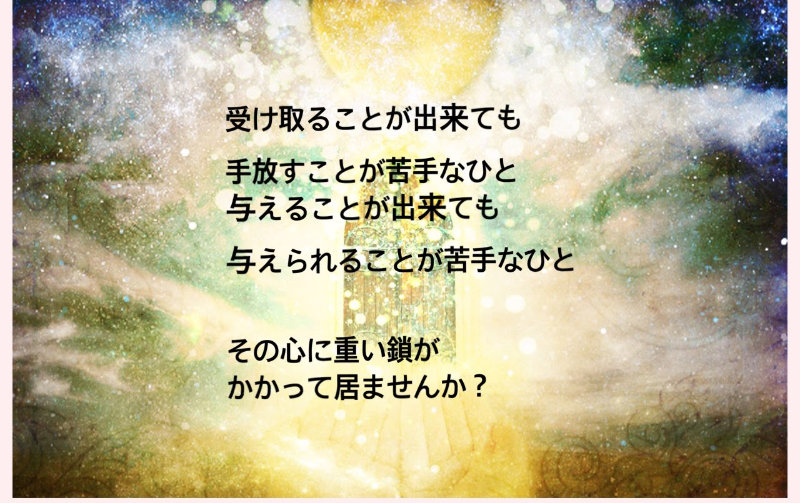 受け取ることが出来ても
手放すことが苦手なひと
与えることが出来ても
与えられることが苦手なひと
その心に重い鎖が
かかって居ませんか？